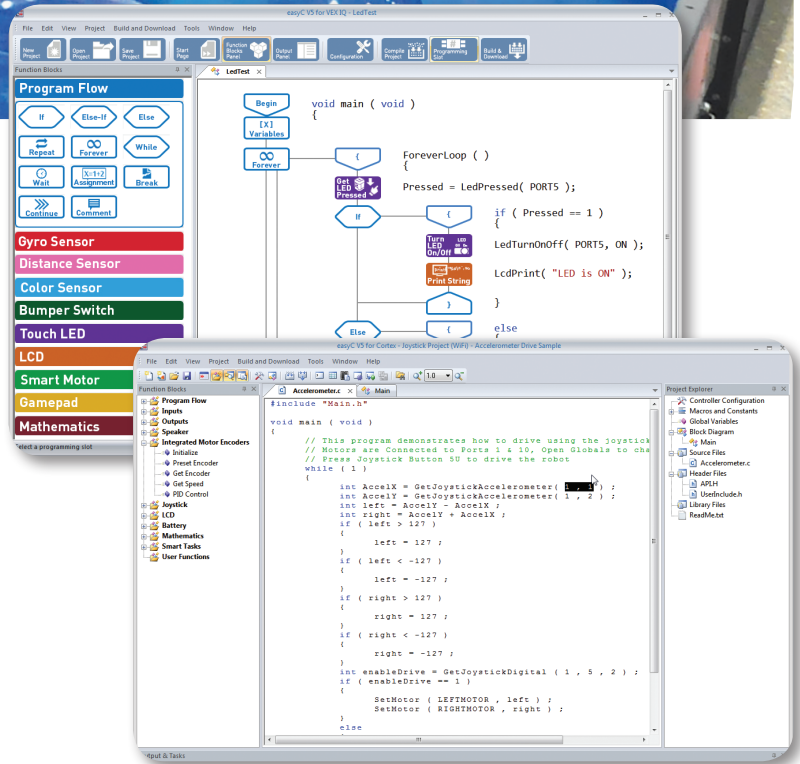 easyC V5 for VEX IQ - LedTest
File Edit View Project Build and Download Tools Window Help
New Project Open Project Save Project Start Page Function Blocks Panel Output Panel Configuration Compile Project Programming Slot Build & Download
Function Blocks
LedTest
Program Flow
If Else-If Else
Repeat Forever While
Wait X=1+2 Assignment Break
Continue Comment
Gyro Sensor
Distance Sensor
Color Sensor
Bumper Switch
Touch LED
LCD
Smart Motor
Gamepad
Mathematics
Select a programming slot
Begin void main ( void )
{
[X]
Variables
Forever { ForeverLoop ( )
{
Get LED Pressed Pressed = LedPressed( PORT5 );
If { if ( Pressed == 1 )
{
Turn LED On/Off LedTurnOnOff( PORT5, ON );
Print String LcdPrint( "LED is ON" );
} }
Else { else
easyC V5 for Cortex - Joystick Project (WiFi) - Accelerometer Drive Sample
File Edit View Project Build and Download Tools Window Help
1.0
Function Blocks
Program Flow
Inputs
Outputs
Speaker
Integrated Motor Encoders
Initialize
Preset Encoder
Get Encoder
Get Speed
PID Control
Joystick
LCD
Battery
Mathematics
Smart Tasks
User Functions
Accelerometer.c Main
#include "Main.h"
void main ( void )
{
// This program demonstrates how to drive using the joystick
// Motors are Connected to Ports 1 & 10, Open Globals to cha
// Press Joystick Button 5U to drive the robot
while ( 1 )
{
int AccelX = GetJoystickAccelerometer( 1 , 1 ) ;
int AccelY = GetJoystickAccelerometer( 1 , 2 ) ;
int left = AccelY - AccelX ;
int right = AccelY + AccelX ;
if ( left > 127 )
{
left = 127 ;
}
if ( left < -127 )
{
left = -127 ;
}
if ( right > 127 )
{
right = 127 ;
}
if ( right < -127 )
{
right = -127 ;
}
int enableDrive = GetJoystickDigital ( 1 , 5 , 2 ) ;
if ( enableDrive == 1 )
{
SetMotor ( LEFTMOTOR , left ) ;
SetMotor ( RIGHTMOTOR , right ) ;
}
else
Project Explorer
Controller Configuration
Macros and Constants
Global Variables
Block Diagram
Main
Source Files
Accelerometer.c
Header Files
API.H
UserInclude.h
Library Files
ReadMe.txt
Output & Tasks